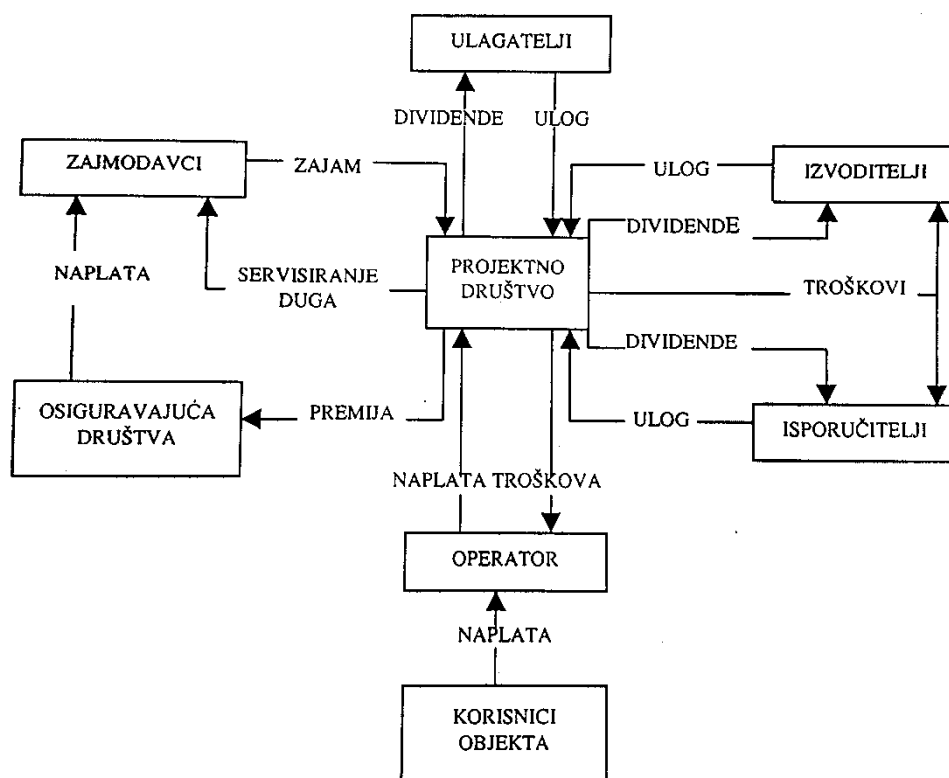 ULAGATELJI
DIVIDENDE ULOG
ZAJMODAVCI
ZAJAM
ULOG
IZVODITELJI
DIVIDENDE
NAPLATA
SERVISIRANJE
DUGA
PROJEKTNO
DRUŠTVO
TROŠKOVI
DIVIDENDE
OSIGURAVAJUĆA
DRUŠTVA
PREMIJA
ULOG
ISPORUČITELJI
NAPLATA TROŠKOVA
OPERATOR
NAPLATA
KORISNICI
OBJEKTA